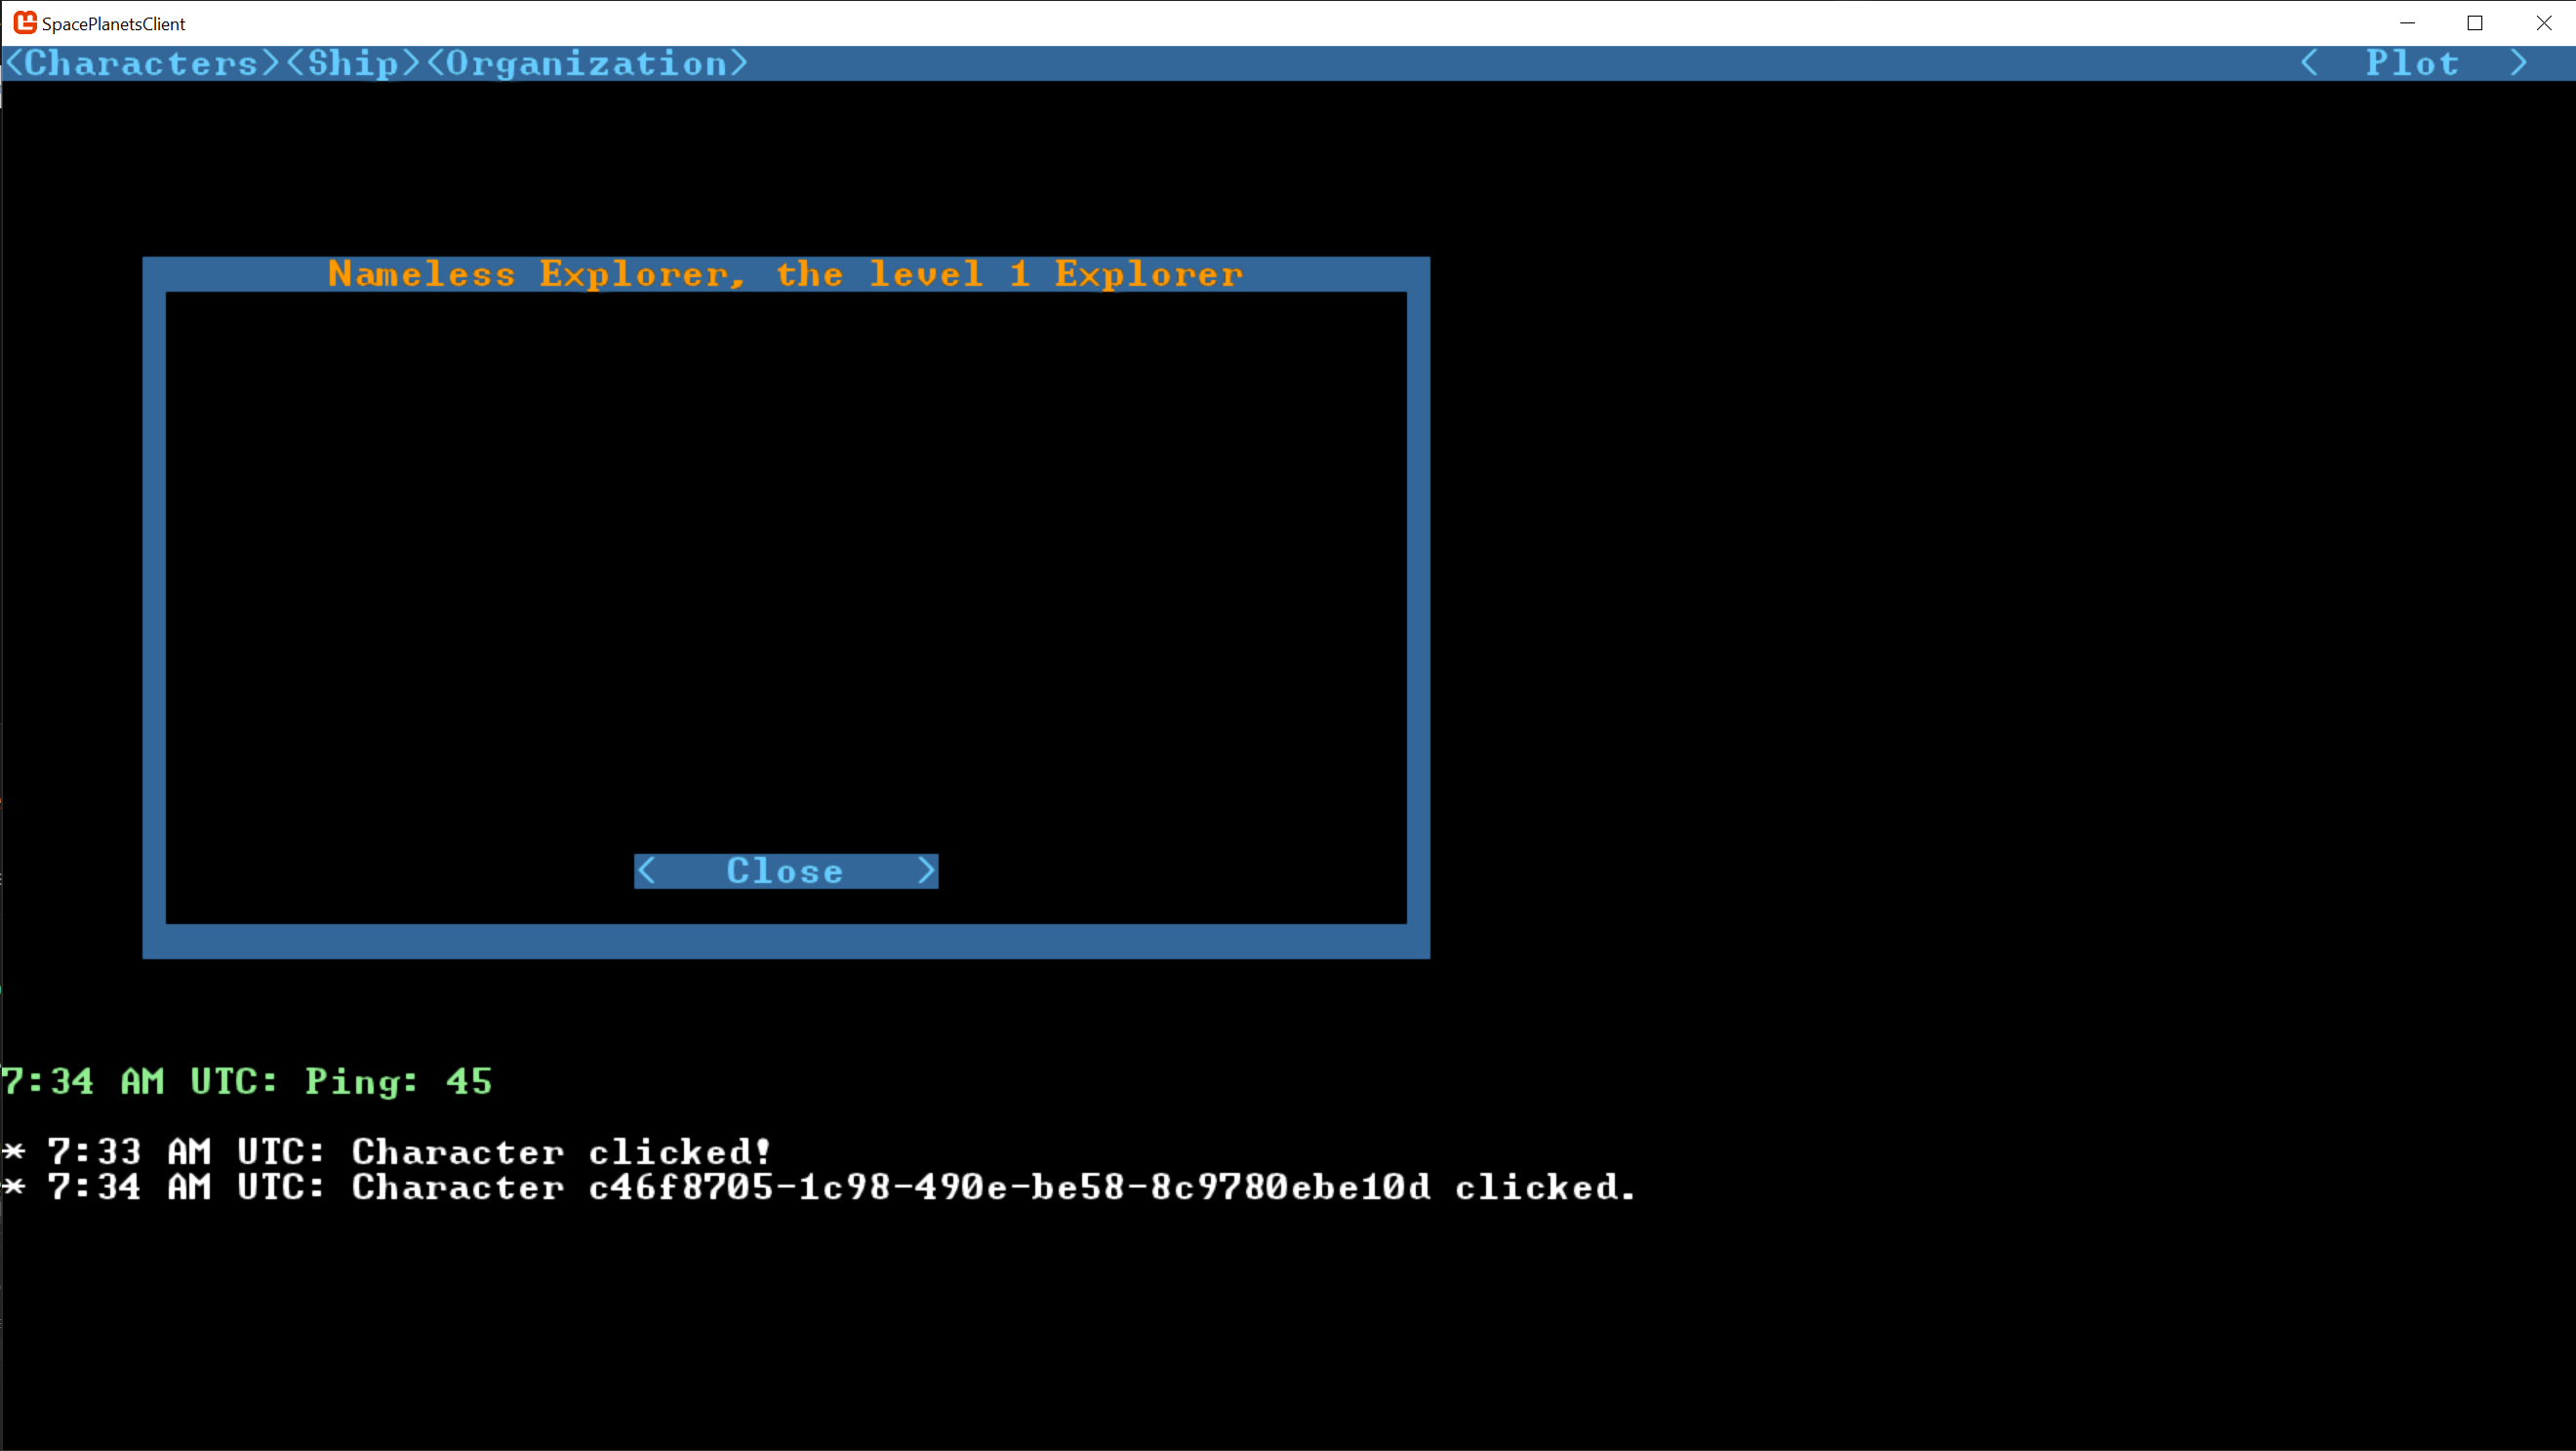 SpacePlanetsClient
<Characters><Ship><Organization> < Plot >
Nameless Explorer, the level 1 Explorer
< Close >
7:34 AM UTC: Ping: 45
* 7:33 AM UTC: Character clicked!
* 7:34 AM UTC: Character c46f8705-1c98-490e-be58-8c9780ebe10d clicked.